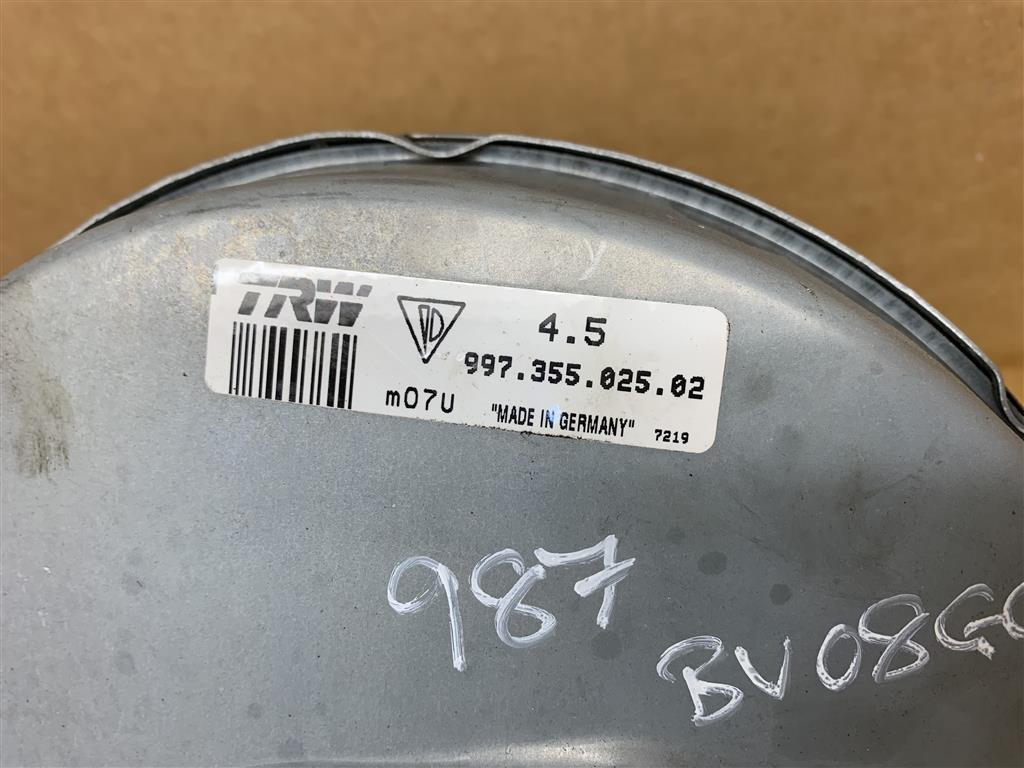 TRW
4.5
997.355.025.02
m07U "MADE IN GERMANY" 7219
987
BV08G